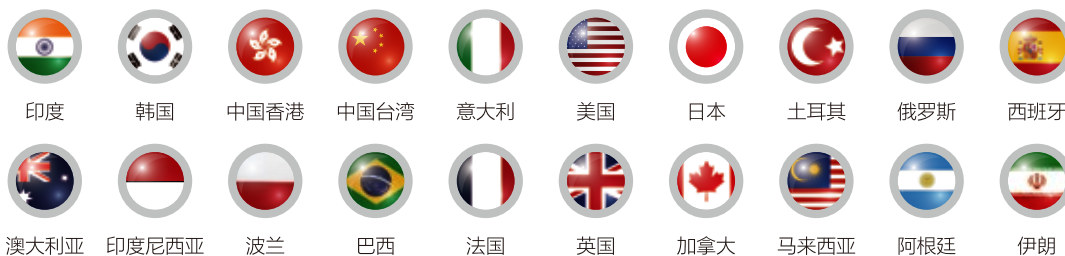 印度 韩国 中国香港 中国台湾 意大利 美国 日本 土耳其 俄罗斯 西班牙
澳大利亚 印度尼西亚 波兰 巴西 法国 英国 加拿大 马来西亚 阿根廷 伊朗